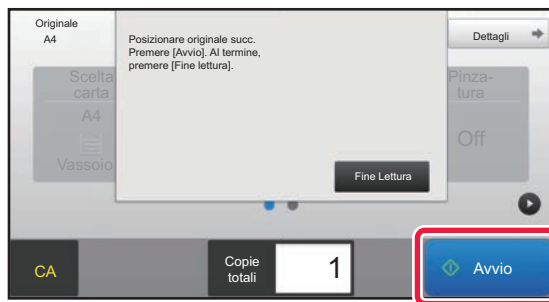 Originale
A4
Posizionare originale succ.
Premere [Avvio]. Al termine,
premere [Fine lettura].
Dettagli
Scelta
carta
A4
Vassoio
Pinza-
tura
Off
Fine Lettura
CA
Copie
totali
1
Avvio